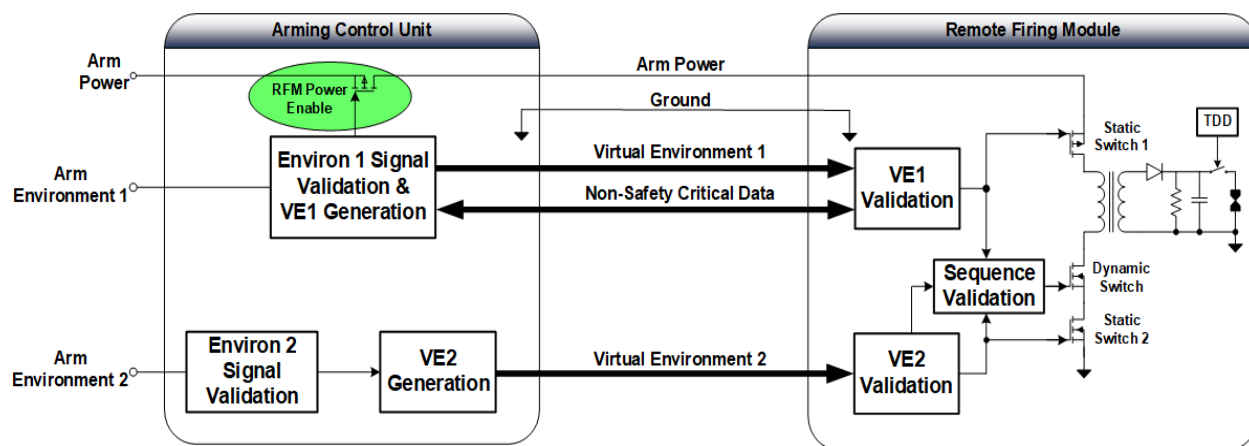 Arming Control Unit
Remote Firing Module
Arm
Power
RFM Power
Enable
Arm Power
Ground
Static
Switch 1
TDD
Arm
Environment 1
Environ 1 Signal
Validation &
VE1 Generation
Virtual Environment 1
Non-Safety Critical Data
VE1
Validation
Sequence
Validation
Dynamic
Switch
Static
Switch 2
Arm
Environment 2
Environ 2
Signal
Validation
VE2
Generation
Virtual Environment 2
VE2
Validation